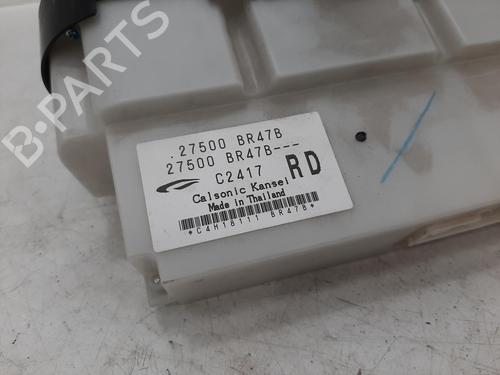 B-PARTS
27500 BR47B
27500 BR47B---
C2417 RD
Calsonic Kansei
Made in Thailand
*C4H18111 BR47B*